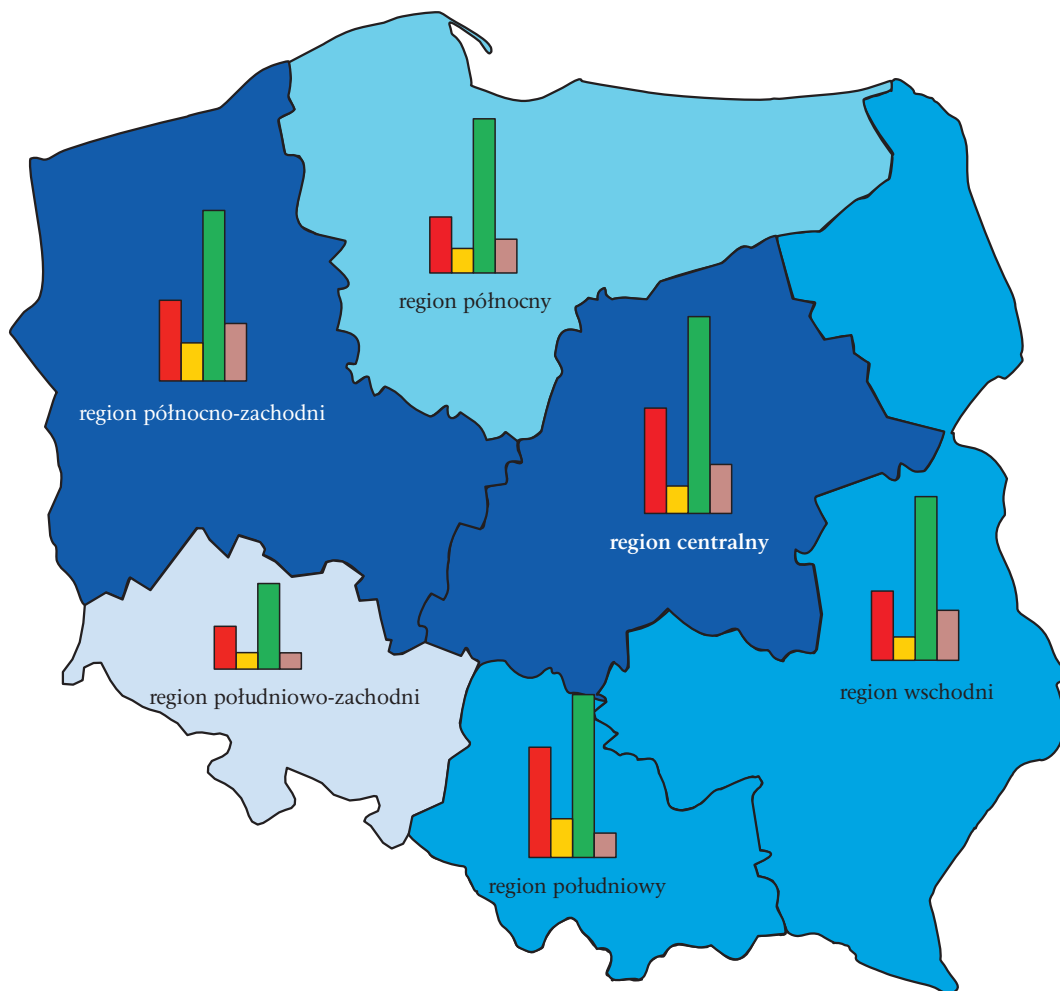 region północny
region północno-zachodni
region centralny
region południowo-zachodni
region wschodni
region południowy